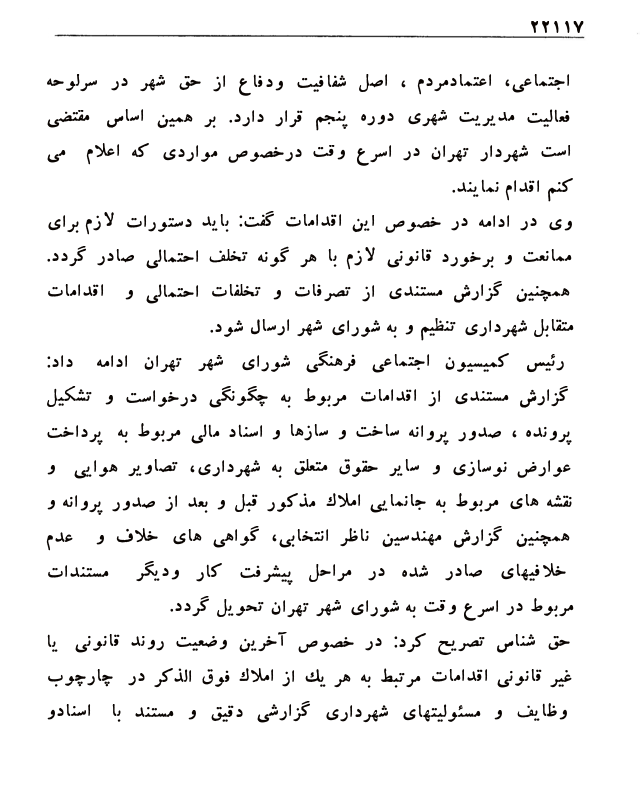 ۲۲۱۱۷
اجتماعی، اعتمادمردم ، اصل شفافیت ودفاع از حق شهر در سرلوحه
فعالیت مدیریت شهری دوره پنجم قرار دارد. بر همین اساس مقتضی
است شهردار تهران در اسرع وقت درخصوص مواردی که اعلام می
کنم اقدام نمایند.
وی در ادامه در خصوص این اقدامات گفت: باید دستورات لازم برای
ممانعت و برخورد قانونی لازم با هر گونه تخلف احتمالی صادر گردد.
همچنین گزارش مستندی از تصرفات و تخلفات احتمالی و اقدامات
متقابل شهرداری تنظیم و به شورای شهر ارسال شود.
رئیس کمیسیون اجتماعی فرهنگی شورای شهر تهران ادامه داد:
گزارش مستندی از اقدامات مربوط به چگونگی درخواست و تشکیل
پرونده ، صدور پروانه ساخت و سازها و اسناد مالی مربوط به پرداخت
عوارض نوسازی و سایر حقوق متعلق به شهرداری، تصاویر هوایی و
نقشه های مربوط به جانمایی املاك مذکور قبل و بعد از صدور پروانه و
همچنین گزارش مهندسین ناظر انتخابی، گواهی های خلاف و عدم
خلافیهای صادر شده در مراحل پیشرفت کار ودیگر مستندات
مربوط در اسرع وقت به شورای شهر تهران تحویل گردد.
حق شناس تصریح کرد: در خصوص آخرین وضعیت روند قانونی یا
غیر قانونی اقدامات مرتبط به هر یك از املاك فوق الذکر در چارچوب
وظایف و مسئولیتهای شهرداری گزارشی دقیق و مستند با اسنادو